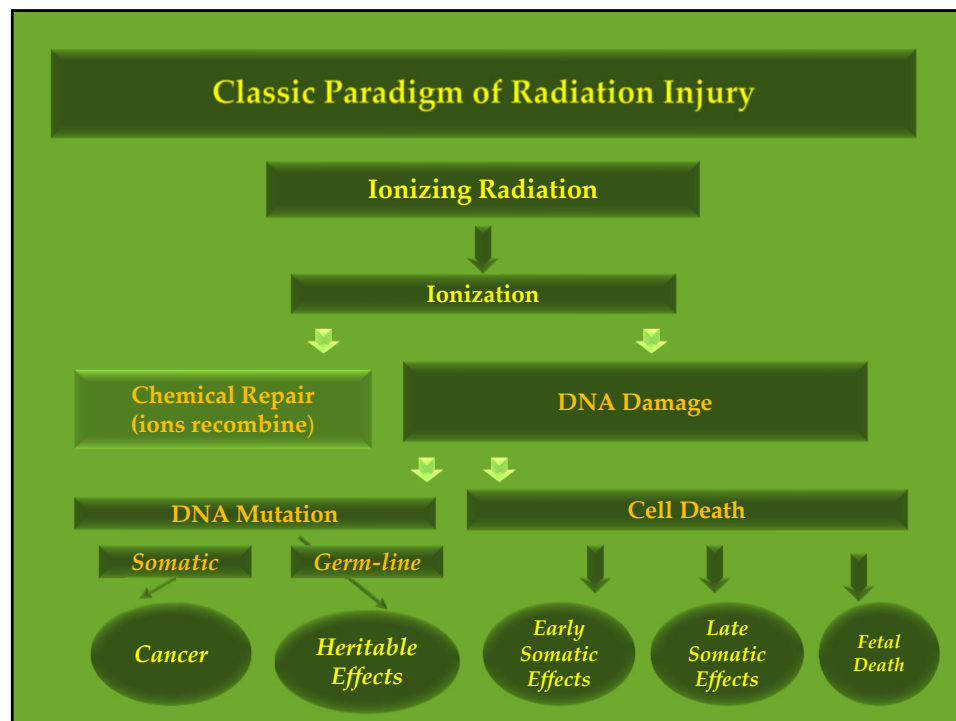 Classic Paradigm of Radiation Injury
Ionizing Radiation
Ionization
Chemical Repair
(ions recombine)
DNA Damage
DNA Mutation
Cell Death
Somatic
Germ-line
Cancer
Heritable
Effects
Early
Somatic
Effects
Late
Somatic
Effects
Fetal
Death